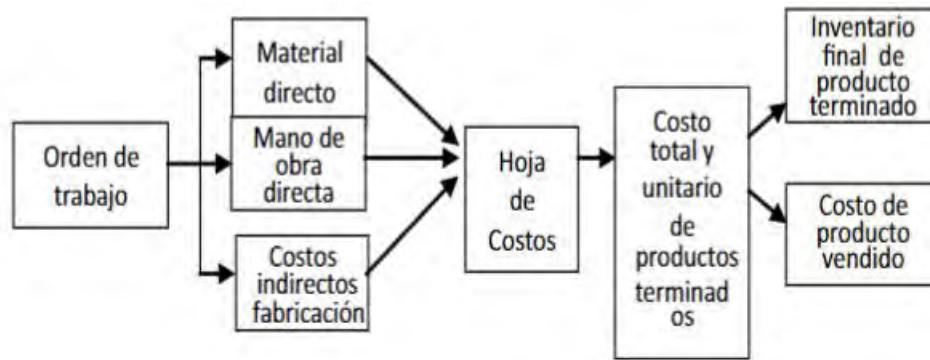 Orden de
trabajo
Material
directo
Mano de
obra
directa
Costos
indirectos
fabricación
Hoja
de
Costos
Costo
total y
unitario
de
productos
terminad
os
Inventario
final de
producto
terminado
Costo de
producto
vendido